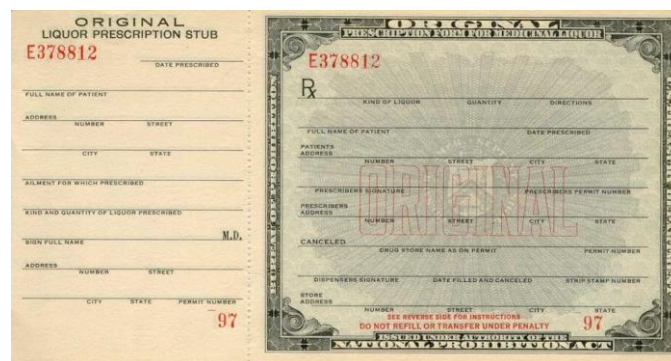 ORIGINAL
LIQUOR PRESCRIPTION STUB
E378812
DATE PRESCRIBED
FULL NAME OF PATIENT
ADDRESS
NUMBER STREET
CITY STATE
AILMENT FOR WHICH PRESCRIBED
KIND AND QUANTITY OF LIQUOR PRESCRIBED
M.D.
SIGN FULL NAME
ADDRESS
NUMBER STREET
CITY STATE PERMIT NUMBER
97
ORIGINAL
PRESCRIPTION FORM FOR MEDICINAL LIQUOR
E378812
Rx
KIND OF LIQUOR QUANTITY DIRECTIONS
FULL NAME OF PATIENT DATE PRESCRIBED
PATIENTS
ADDRESS
NUMBER STREET CITY STATE
ORIGINAL
PRESCRIBERS SIGNATURE PRESCRIBERS PERMIT NUMBER
PRESCRIBERS
ADDRESS
NUMBER STREET CITY STATE
CANCELED
DRUG STORE NAME AS ON PERMIT PERMIT NUMBER
DISPENSERS SIGNATURE DATE FILLED AND CANCELED STRIP STAMP NUMBER
STORE
ADDRESS
NUMBER STREET CITY STATE
SEE REVERSE SIDE FOR INSTRUCTIONS
DO NOT REFILL OR TRANSFER UNDER PENALTY
97
ISSUED UNDER AUTHORITY OF THE
NATIONAL PROHIBITION ACT